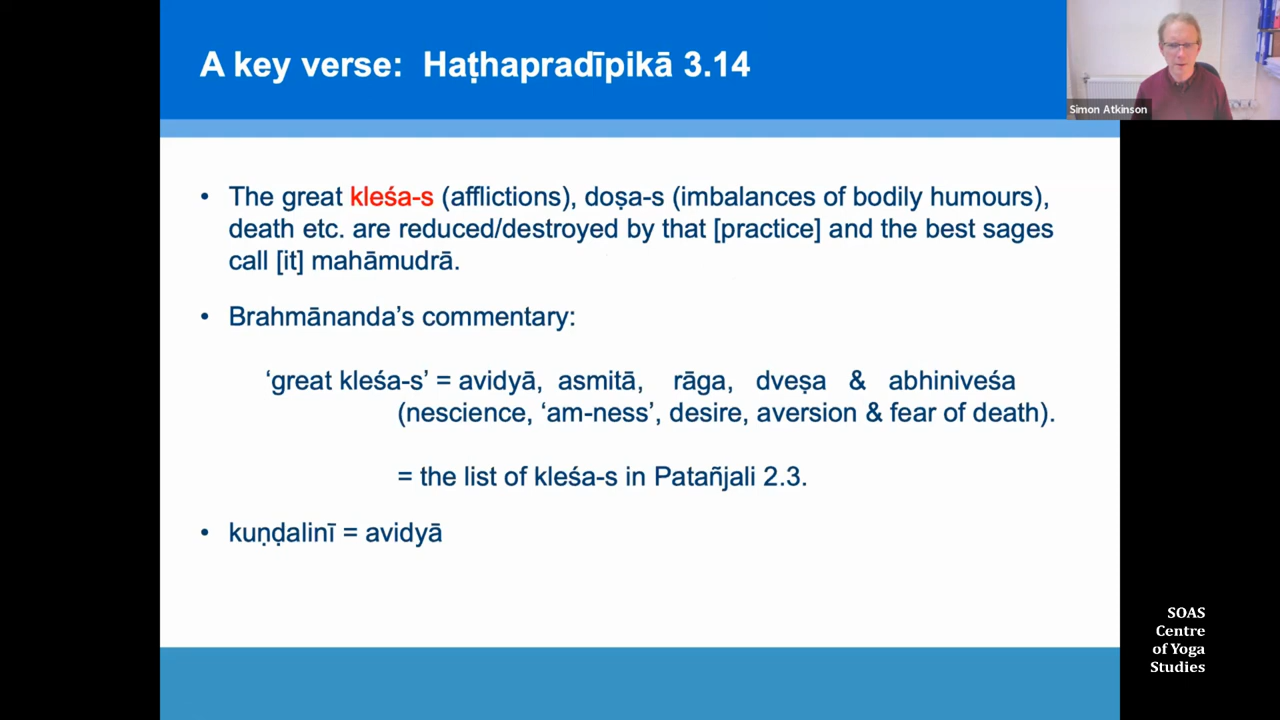 A key verse: Haṭhapradīpikā 3.14
Simon Atkinson
• The great kleśa-s (afflictions), doṣa-s (imbalances of bodily humours),
death etc. are reduced/destroyed by that [practice] and the best sages
call [it] mahāmudrā.
• Brahmānanda’s commentary:
‘great kleśa-s’ = avidyā, asmitā, rāga, dveṣa & abhiniveśa
(nescience, ‘am-ness’, desire, aversion & fear of death).
= the list of kleśa-s in Patañjali 2.3.
• kuṇḍalinī = avidyā
SOAS
Centre
of Yoga
Studies